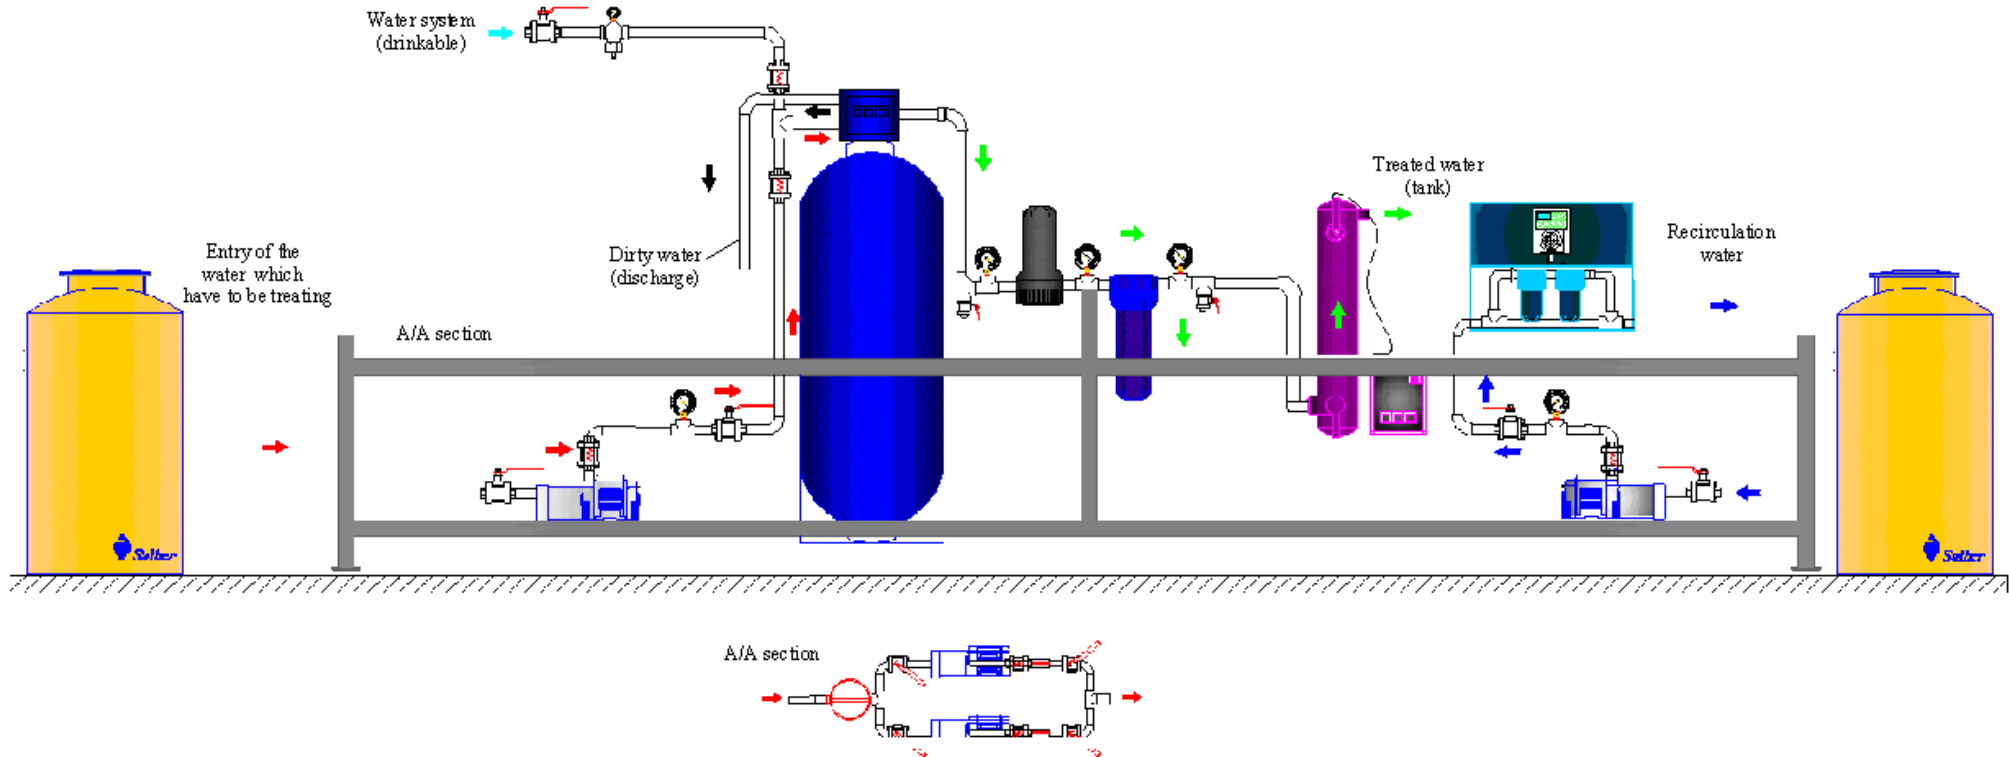 Water system
(drinkable)
Treated water
(tank)
Recirculation
water
Entry of the
water which
have to be treating
Dirty water
(discharge)
A/A section
A/A section